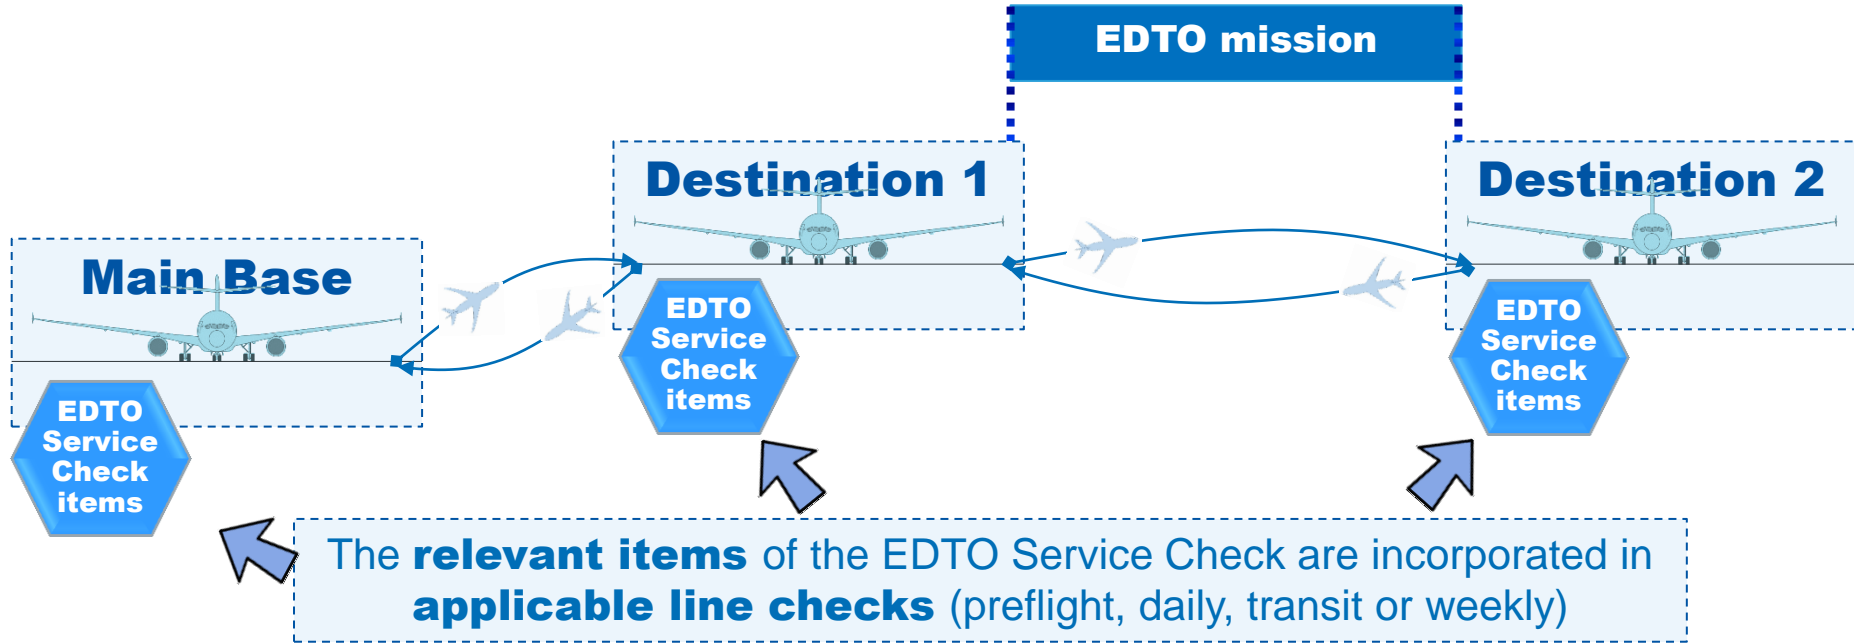 EDTO mission
Destination 1
Destination 2
Main Base
EDTO
Service
Check
items
EDTO
Service
Check
items
EDTO
Service
Check
items
The relevant items of the EDTO Service Check are incorporated in
applicable line checks (preflight, daily, transit or weekly)